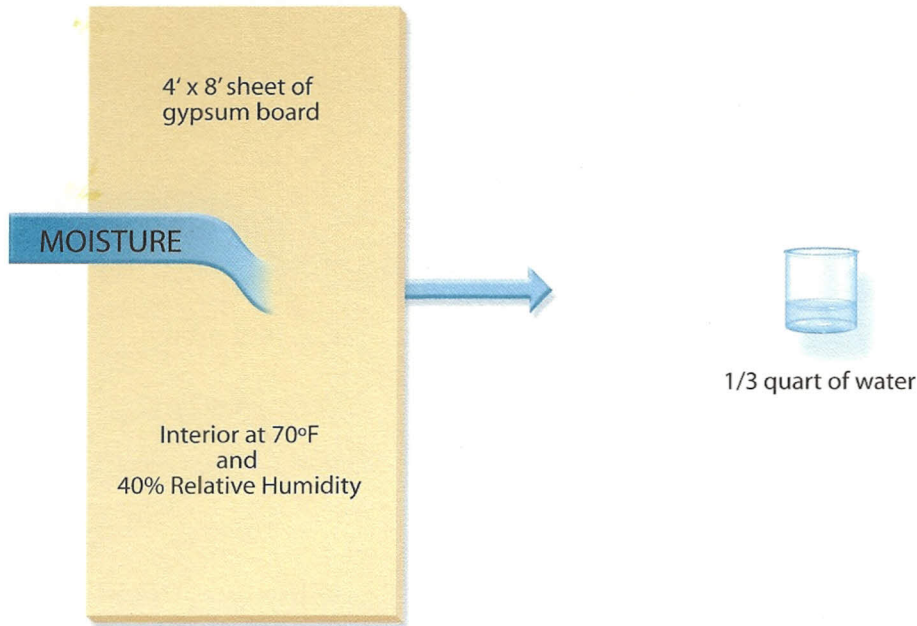 4' x 8' sheet of
gypsum board
MOISTURE
1/3 quart of water
Interior at 70ºF
and
40% Relative Humidity